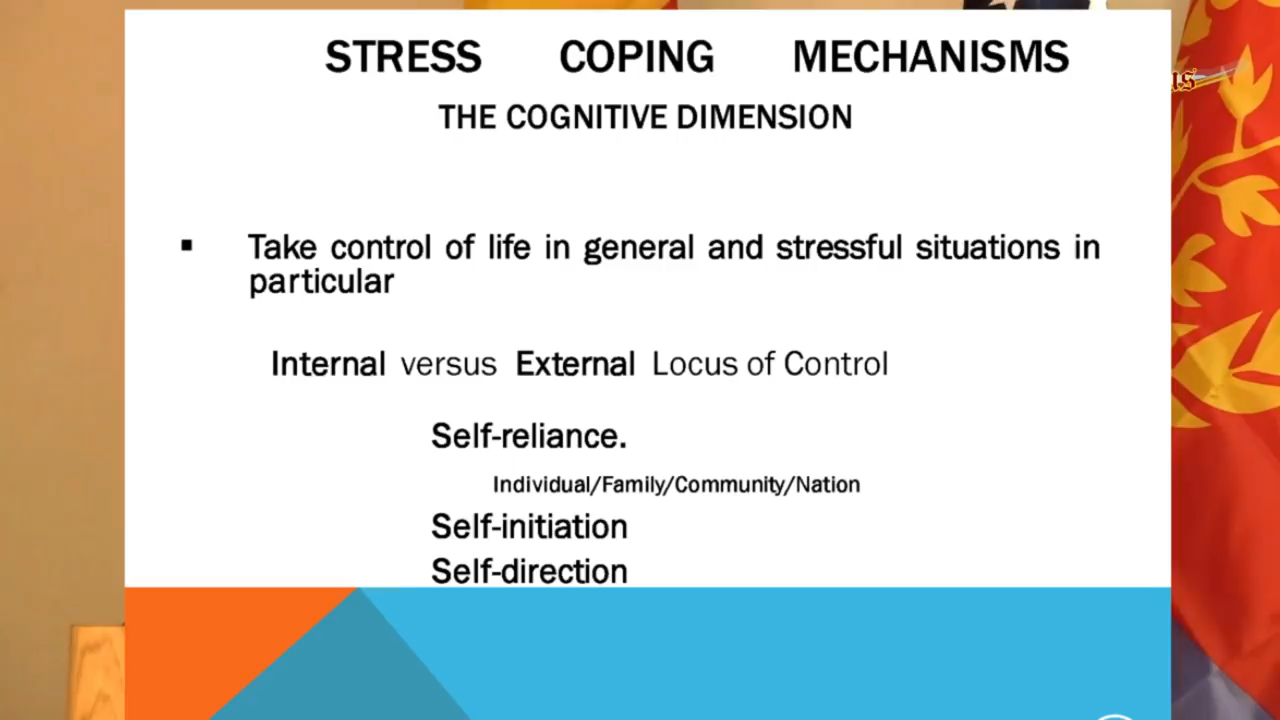 STRESS COPING MECHANISMS
THE COGNITIVE DIMENSION
▪ Take control of life in general and stressful situations in
particular
Internal versus External Locus of Control
Self-reliance.
Individual/Family/Community/Nation
Self-initiation
Self-direction